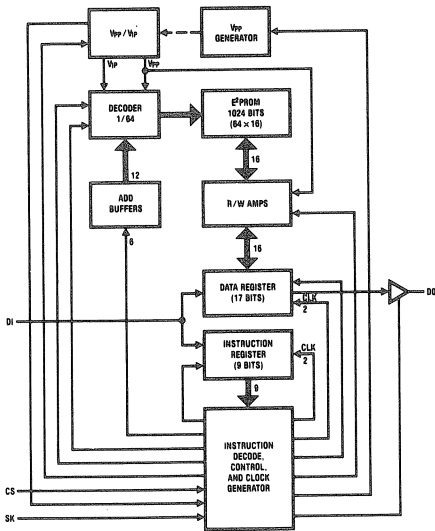 VPP / VIP
VPP
GENERATOR
VIP
VPP
DECODER
1/64
E²PROM
1024 BITS
(64 × 16)
12
16
ADD
BUFFERS
R/W AMPS
6
16
DATA REGISTER
(17 BITS)
CLK
2
DO
DI
INSTRUCTION
REGISTER
(9 BITS)
CLK
2
9
INSTRUCTION
DECODE,
CONTROL,
AND CLOCK
GENERATOR
CS
SK